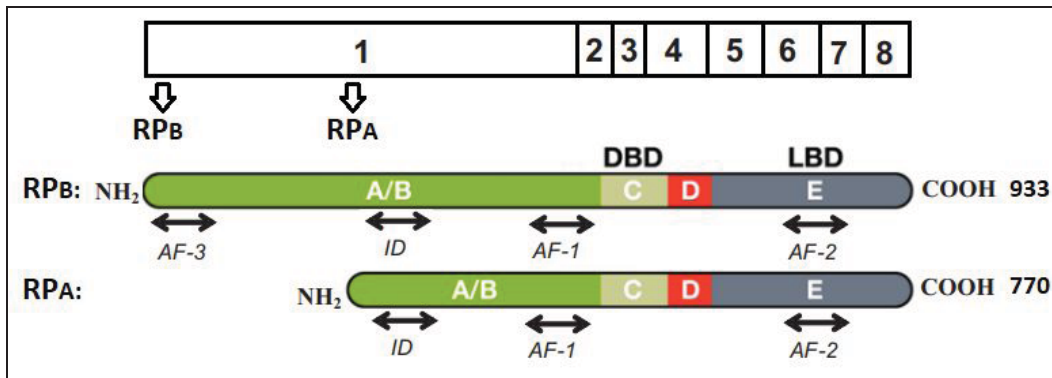 1 2 3 4 5 6 7 8
RPB RPA
DBD LBD
RPB: NH2 A/B C D E COOH 933
AF-3 ID AF-1 AF-2
RPA: NH2 A/B C D E COOH 770
ID AF-1 AF-2